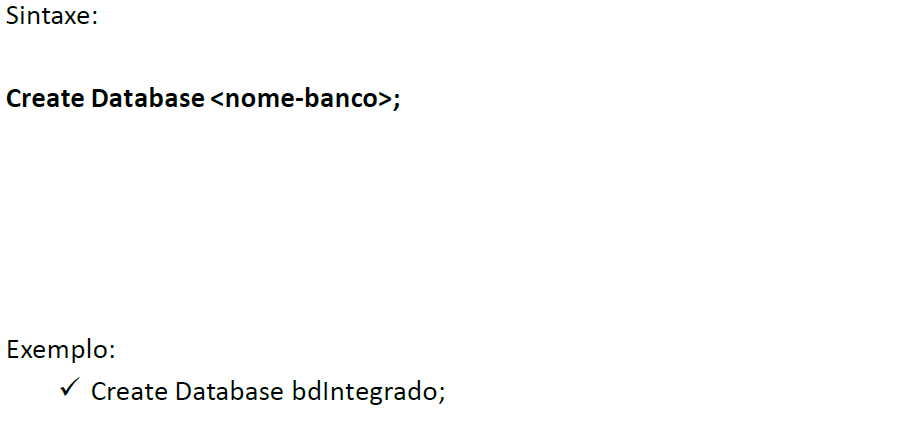 Sintaxe:
Create Database <nome-banco>;
Exemplo:
✓ Create Database bdIntegrado;